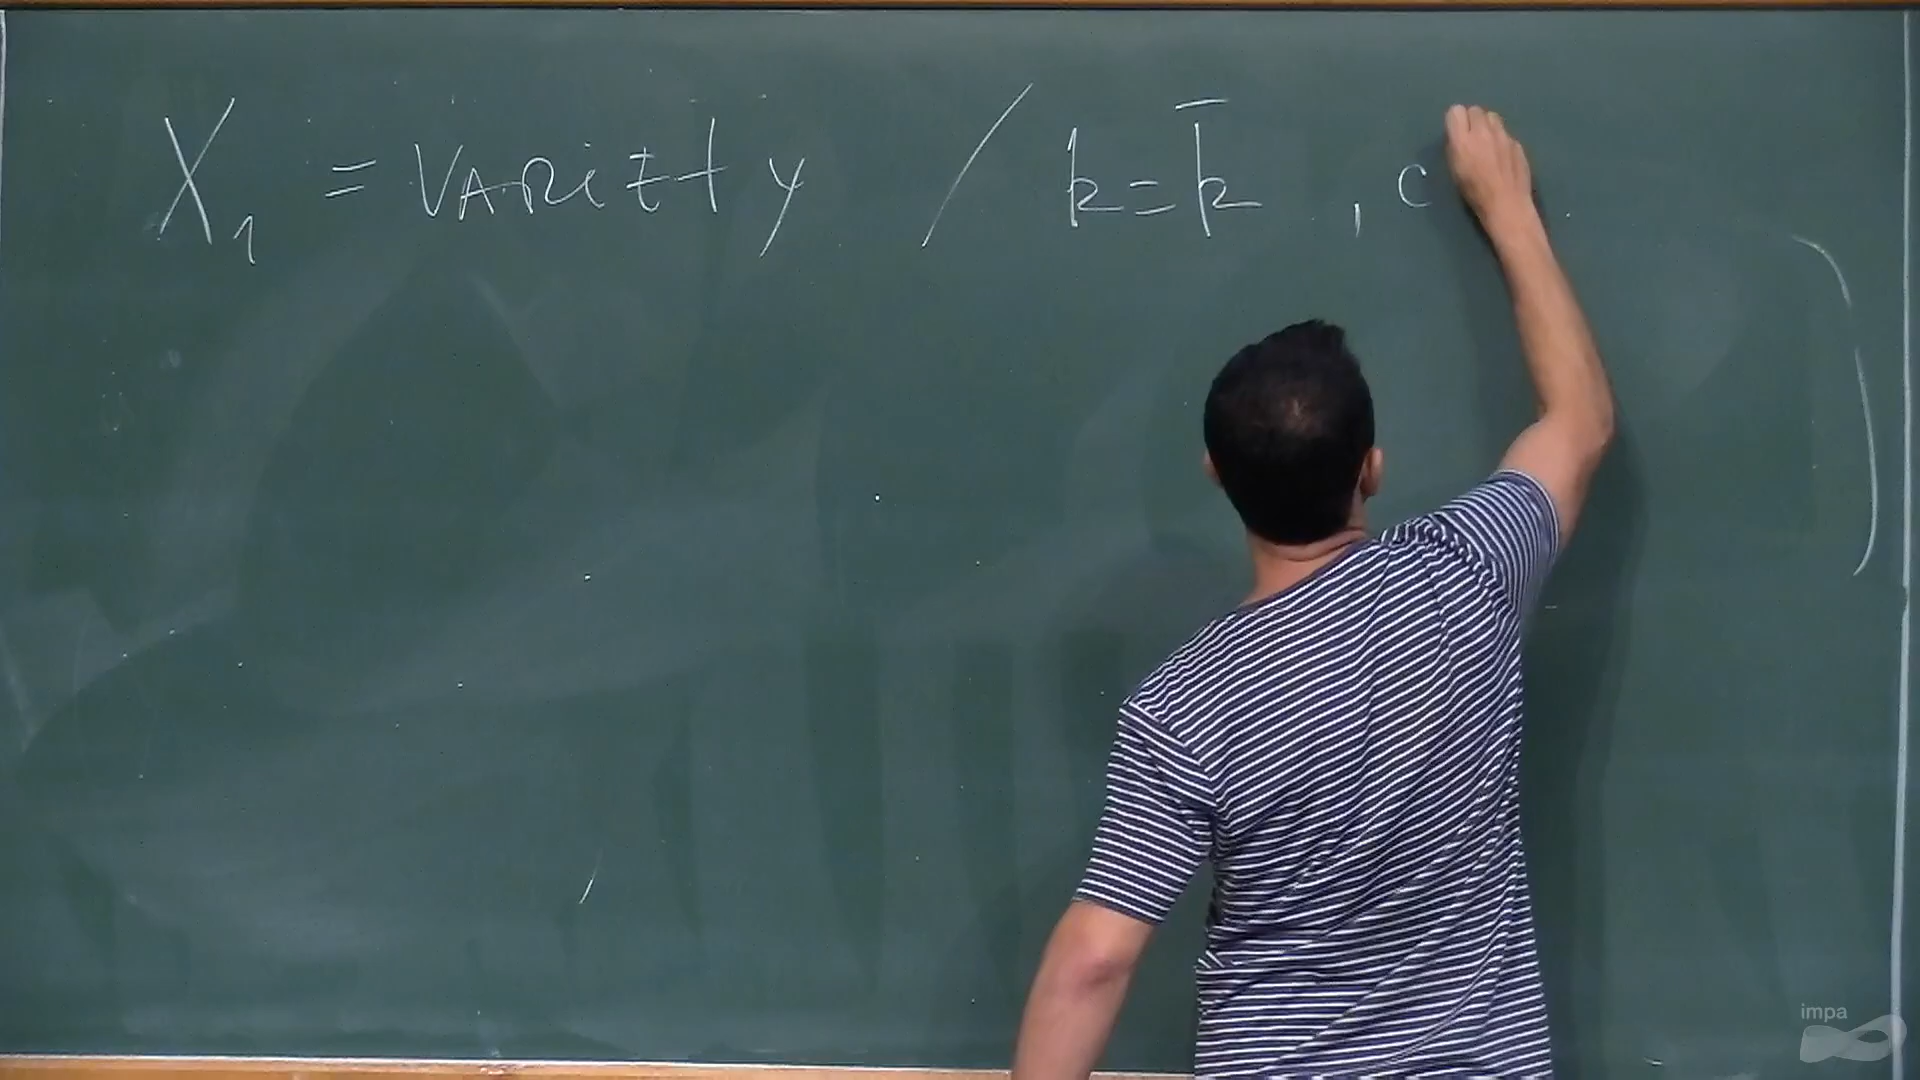 X₁ = VARiEty / k = k̅ , c
impa